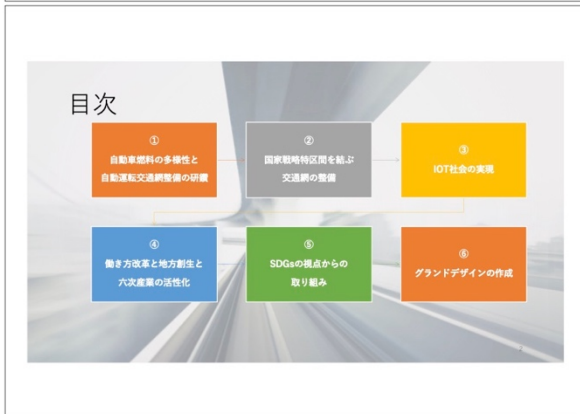 目次
①
自動車燃料の多様性と
自動運転交通網整備の研鑽
②
国家戦略特区間を結ぶ
交通網の整備
③
IOT社会の実現
④
働き方改革と地方創生と
六次産業の活性化
⑤
SDGsの視点からの
取り組み
⑥
グランドデザインの作成